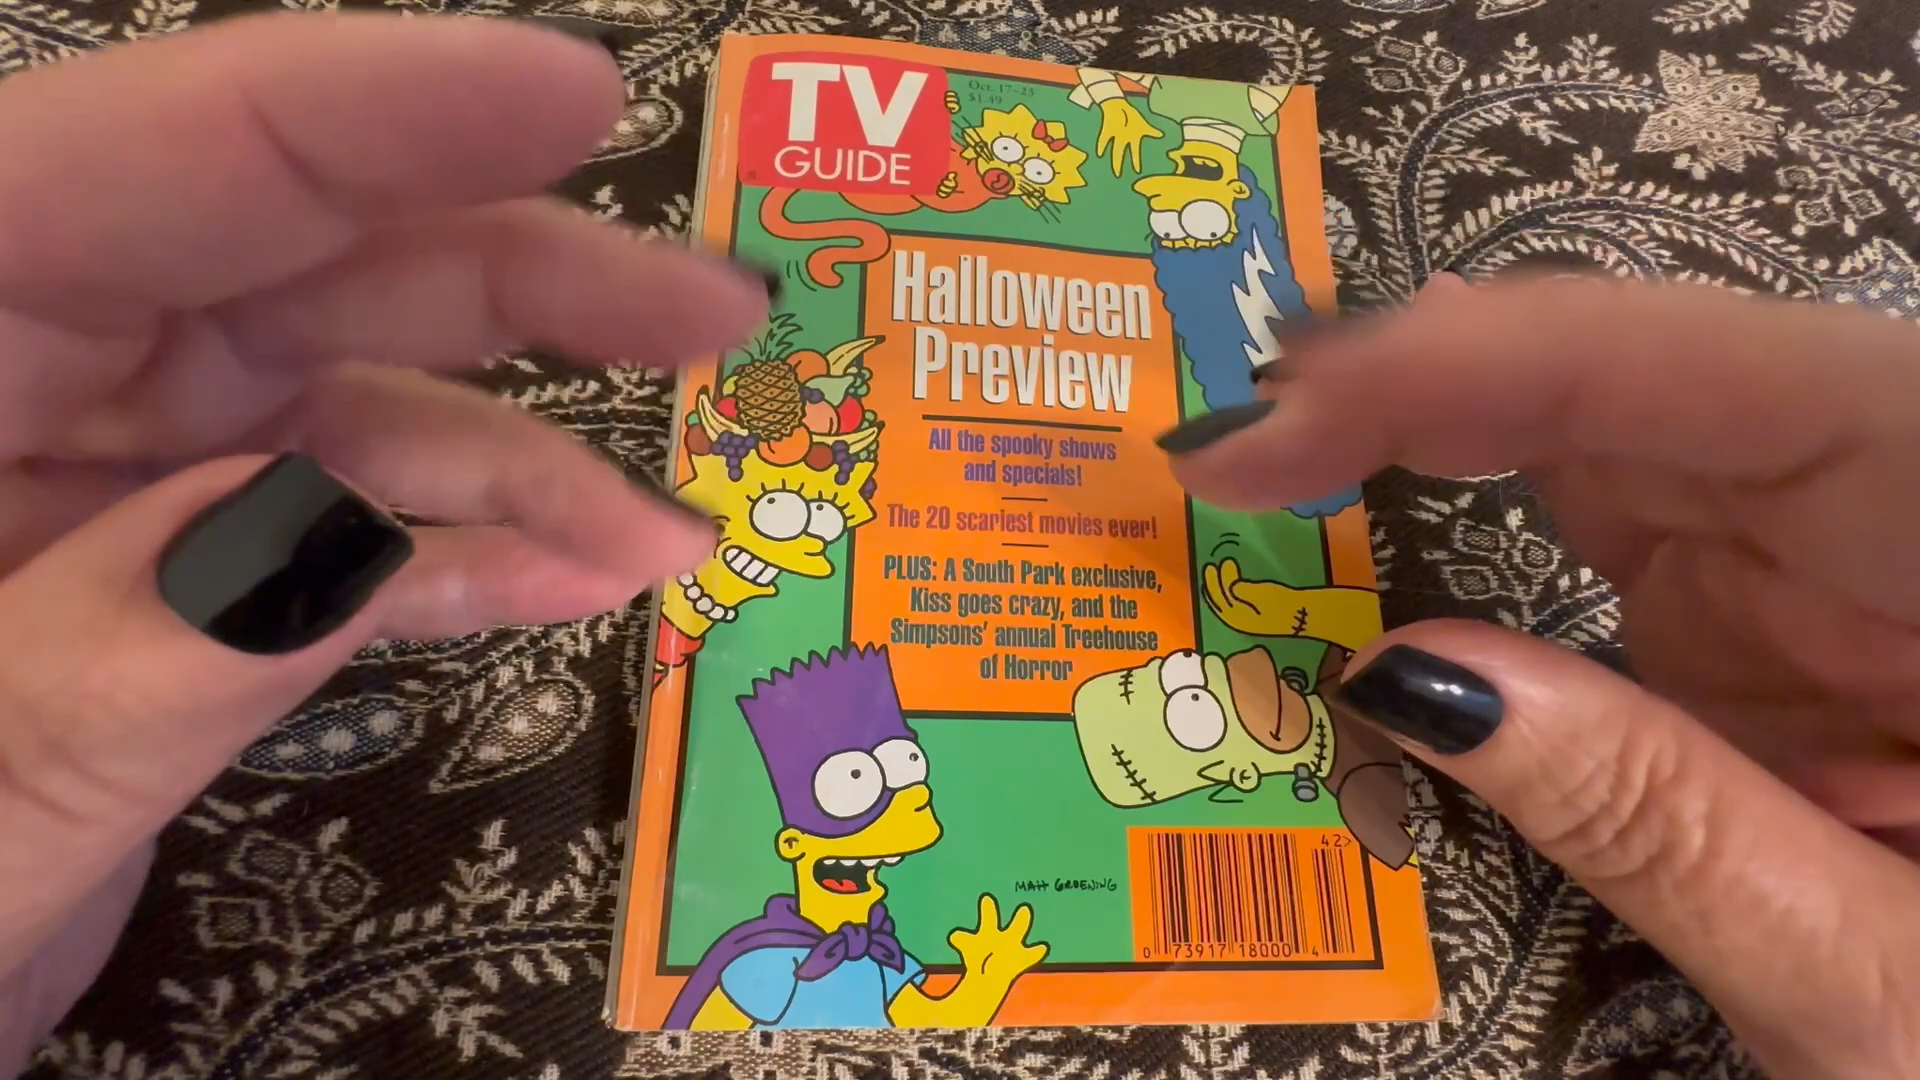 TV
GUIDE
Oct. 17-23
$1.49
Halloween
Preview
All the spooky shows
and specials!
The 20 scariest movies ever!
PLUS: A South Park exclusive,
Kiss goes crazy, and the
Simpsons' annual Treehouse
of Horror
MATT GROENING
42>
0 73917 18000 4